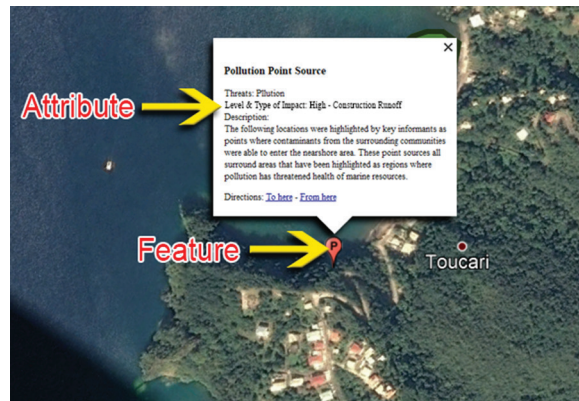 Pollution Point Source
Threats: Pllution
Level & Type of Impact: High - Construction Runoff
Description:
The following locations were highlighted by key informants as
points where contaminants from the surrounding communities
were able to enter the nearshore area. These point sources all
surround areas that have been highlighted as regions where
pollution has threatened health of marine resources.
Directions: To here - From here
Attribute
Feature
P
Toucari